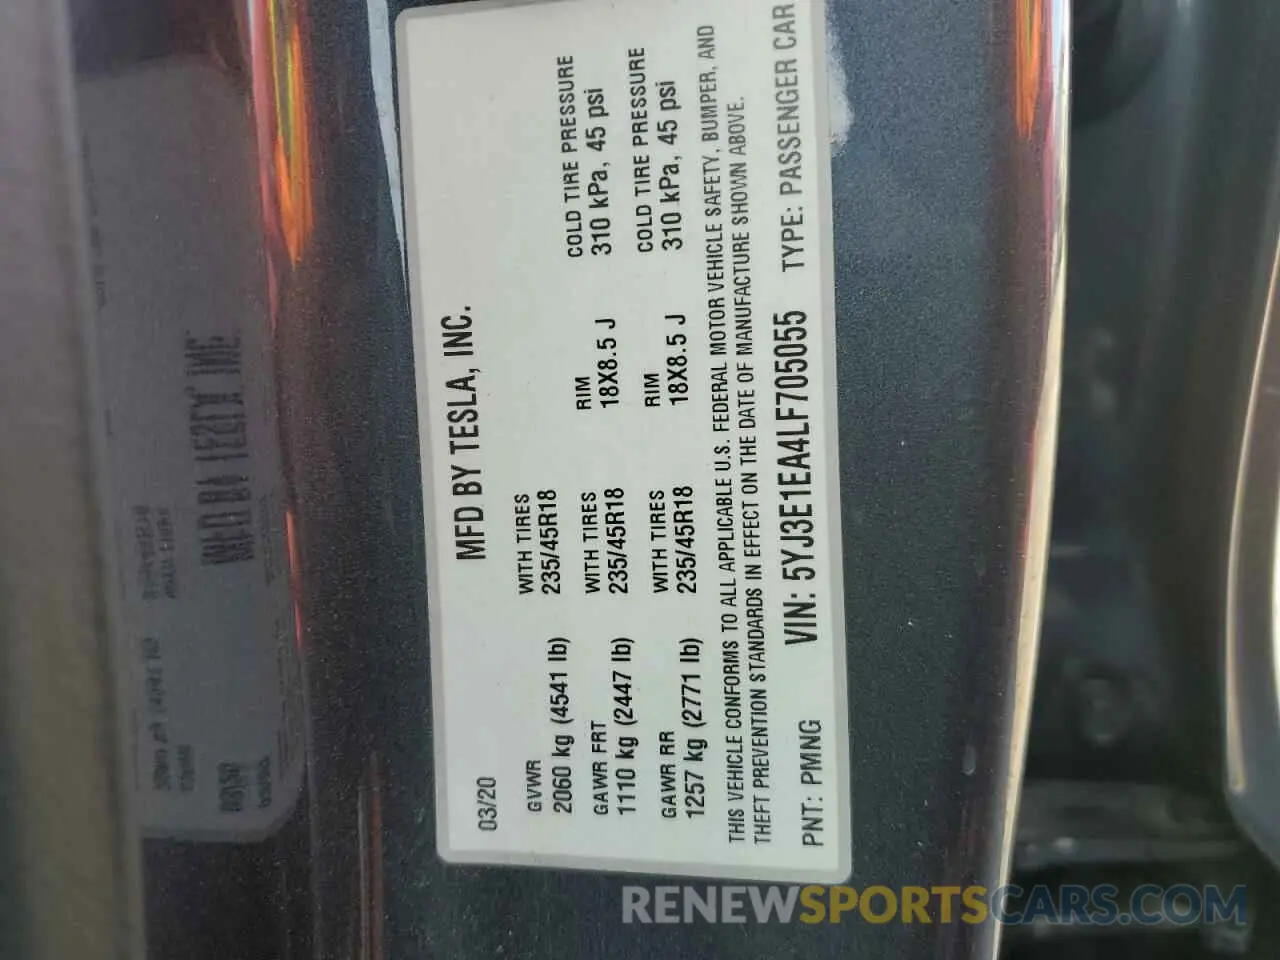 MFD BY TESLA, INC.
03/20
GVWR
2060 kg (4541 lb)
WITH TIRES
235/45R18
GAWR FRT
1110 kg (2447 lb)
WITH TIRES
235/45R18
RIM
18X8.5 J
COLD TIRE PRESSURE
310 kPa, 45 psi
GAWR RR
1257 kg (2771 lb)
WITH TIRES
235/45R18
RIM
18X8.5 J
COLD TIRE PRESSURE
310 kPa, 45 psi
THIS VEHICLE CONFORMS TO ALL APPLICABLE U.S. FEDERAL MOTOR VEHICLE SAFETY, BUMPER, AND
THEFT PREVENTION STANDARDS IN EFFECT ON THE DATE OF MANUFACTURE SHOWN ABOVE.
PNT: PMNG VIN: 5YJ3E1EA4LF705055 TYPE: PASSENGER CAR
RENEWSPORTSCARS.COM